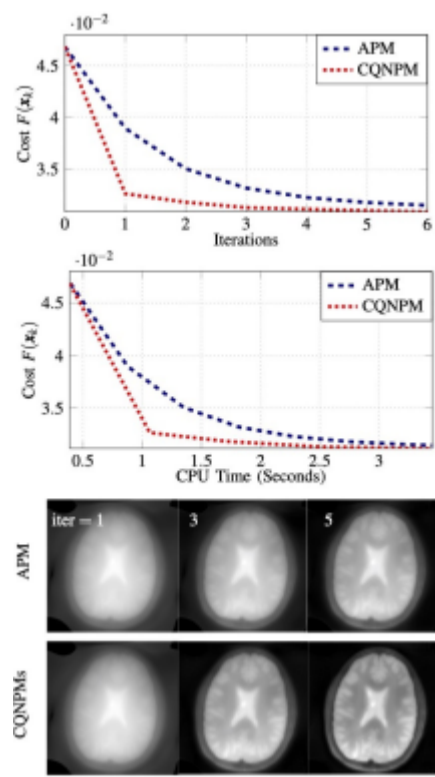 ·10⁻²
4.5
4
3.5
Cost F(xₖ)
APM
CQNPM
0 1 2 3 4 5 6
Iterations
·10⁻²
4.5
4
3.5
Cost F(xₖ)
APM
CQNPM
0.5 1 1.5 2 2.5 3
CPU Time (Seconds)
iter = 1 3 5
APM
CQNPMs